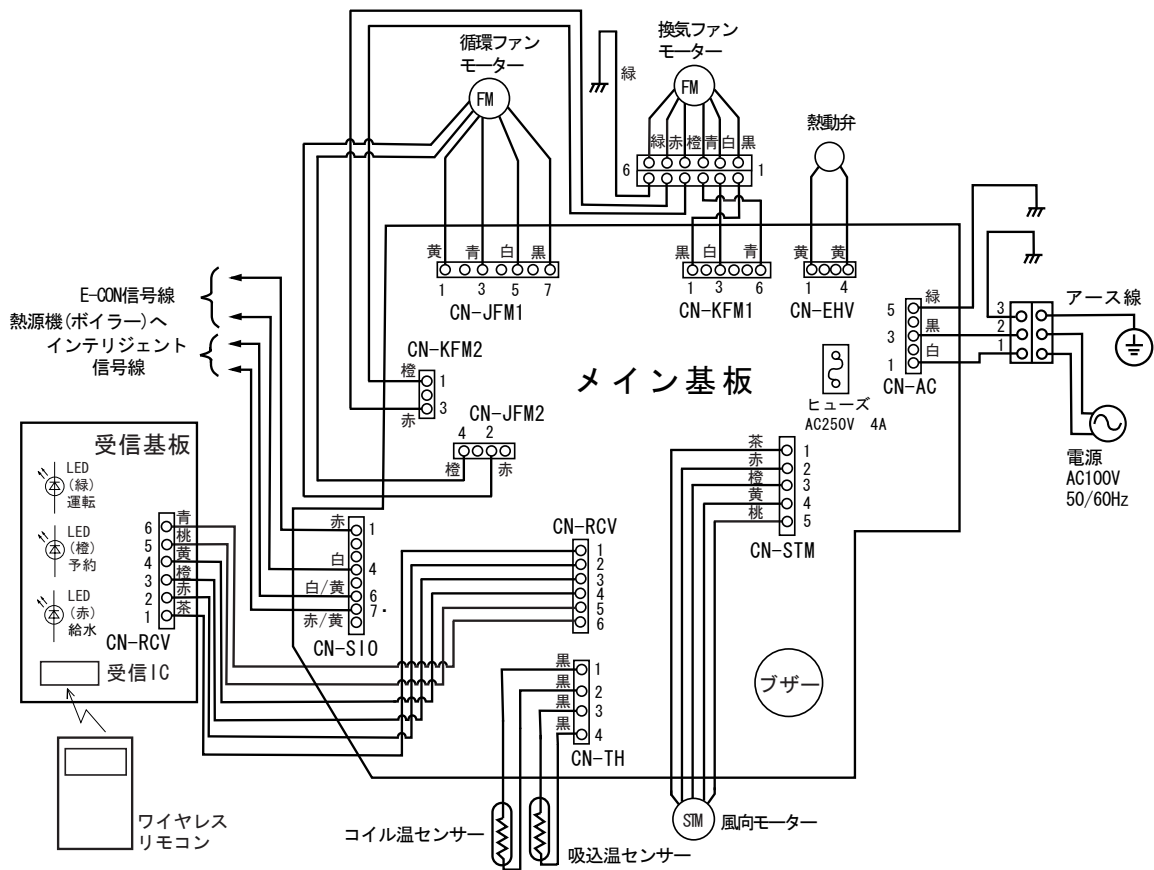 循環ファン
モーター
FM
換気ファン
モーター
FM
緑
緑 赤 橙 青 白 黒
6 1
熱動弁
黄 青 白 黒
1 3 5 7
CN-JFM1
黒 白 青
1 3 6
CN-KFM1
黄 黄
1 4
CN-EHV
E-CON信号線
熱源機(ボイラー)へ
インテリジェント
信号線
CN-KFM2
橙 1
赤 3
CN-JFM2
4 2
橙 赤
メイン基板
ヒューズ
AC250V 4A
5 緑
3 黒
1 白
CN-AC
3
2
1
アース線
電源
AC100V
50/60Hz
受信基板
LED
(緑)
運転
LED
(橙)
予約
LED
(赤)
給水
6 青
5 桃
4 黄
3 橙
2 赤
1 茶
CN-RCV
受信IC
ワイヤレス
リモコン
赤 1
白 4
白/黄 6
赤/黄 7
CN-SIO
CN-RCV
1
2
3
4
5
6
黒 1
黒 2
黒 3
黒 4
CN-TH
茶 1
赤 2
橙 3
黄 4
桃 5
CN-STM
ブザー
コイル温センサー
吸込温センサー
STM
風向モーター